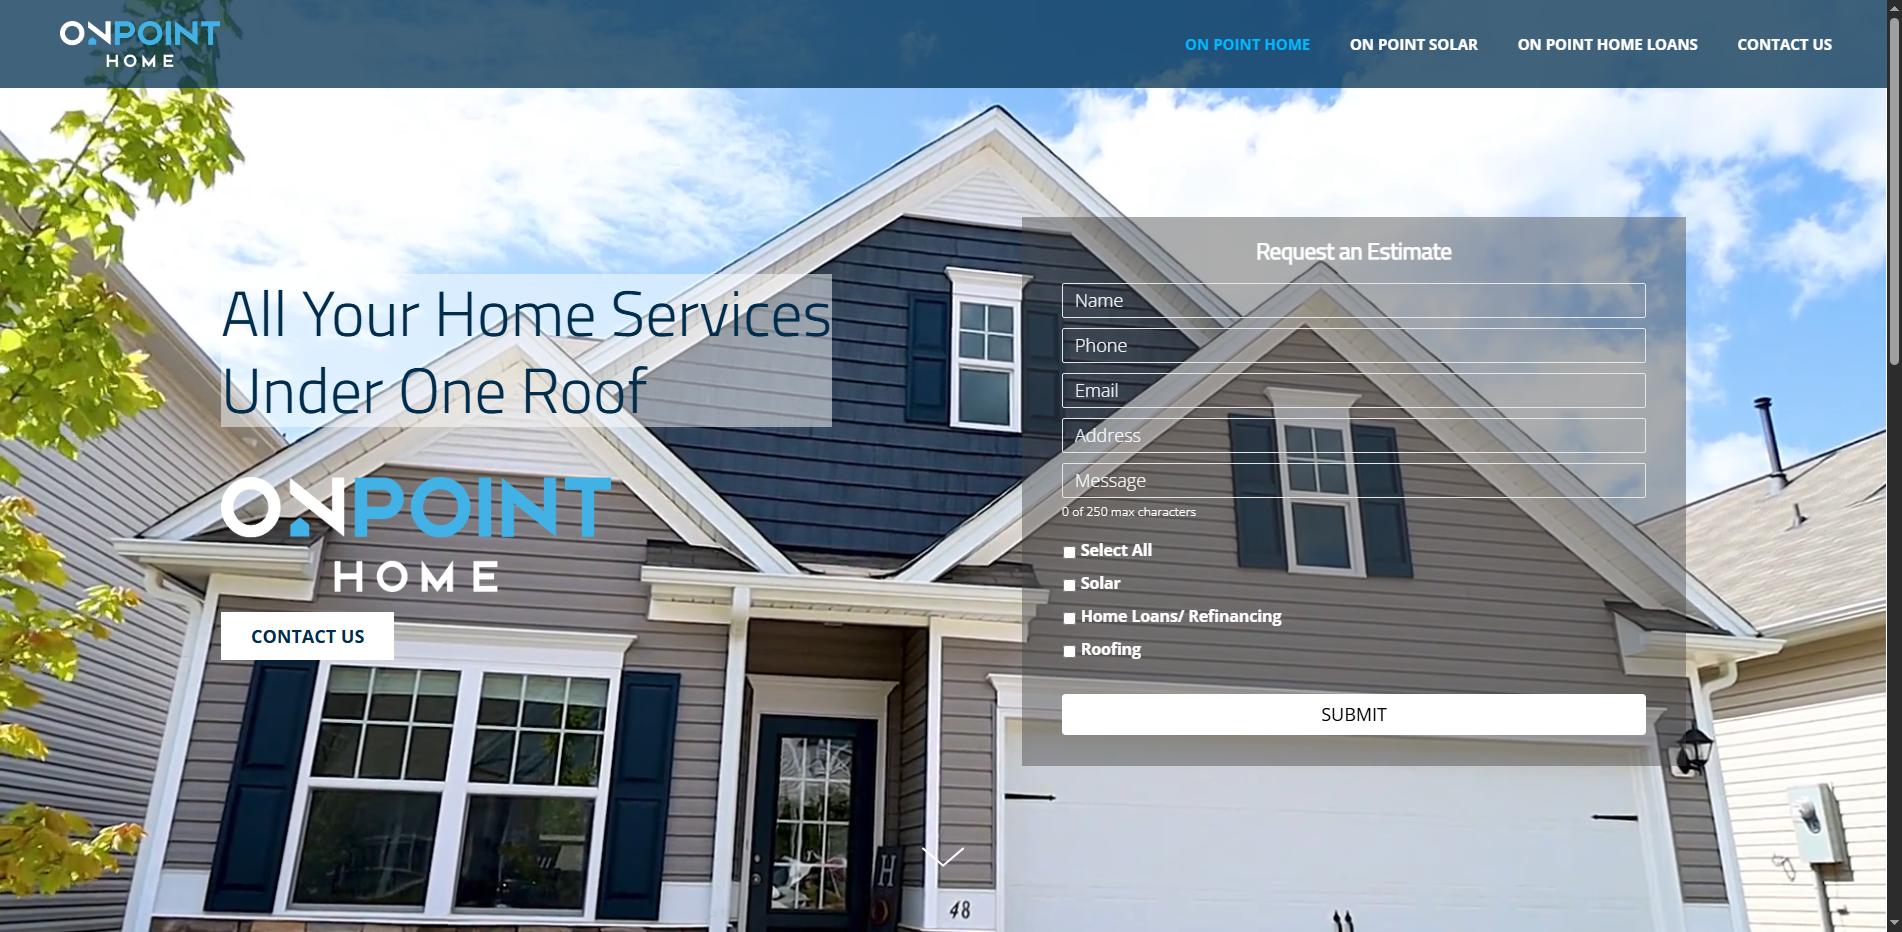 ONPOINT
HOME
ON POINT HOME
ON POINT SOLAR
ON POINT HOME LOANS
CONTACT US
All Your Home Services
Under One Roof
ONPOINT
HOME
CONTACT US
Request an Estimate
Name
Phone
Email
Address
Message
0 of 250 max characters
Select All
Solar
Home Loans/ Refinancing
Roofing
SUBMIT
H
48